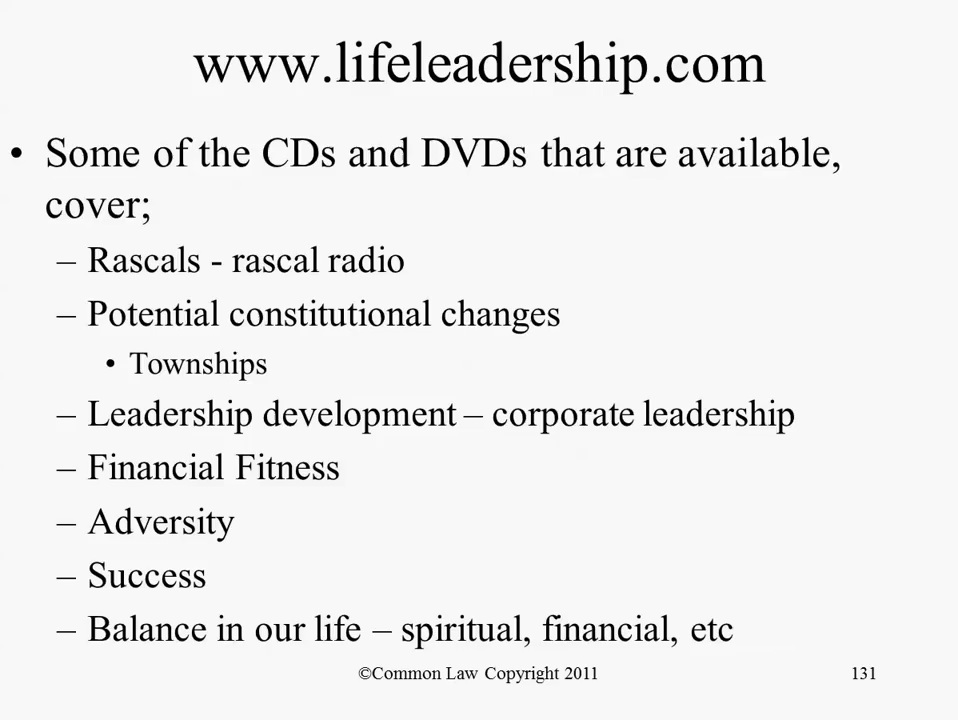 www.lifeleadership.com
• Some of the CDs and DVDs that are available,
cover;
– Rascals - rascal radio
– Potential constitutional changes
• Townships
– Leadership development – corporate leadership
– Financial Fitness
– Adversity
– Success
– Balance in our life – spiritual, financial, etc
©Common Law Copyright 2011
131